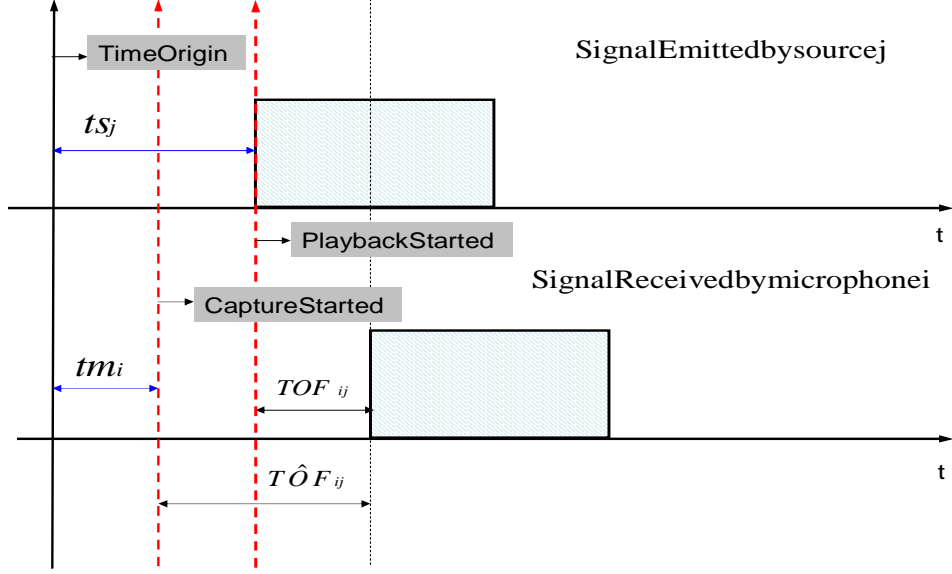 TimeOrigin
SignalEmittedbysourcej
tsj
t
PlaybackStarted
SignalReceivedbymicrophonei
CaptureStarted
tmi
TOF ij
t
TÔF ij